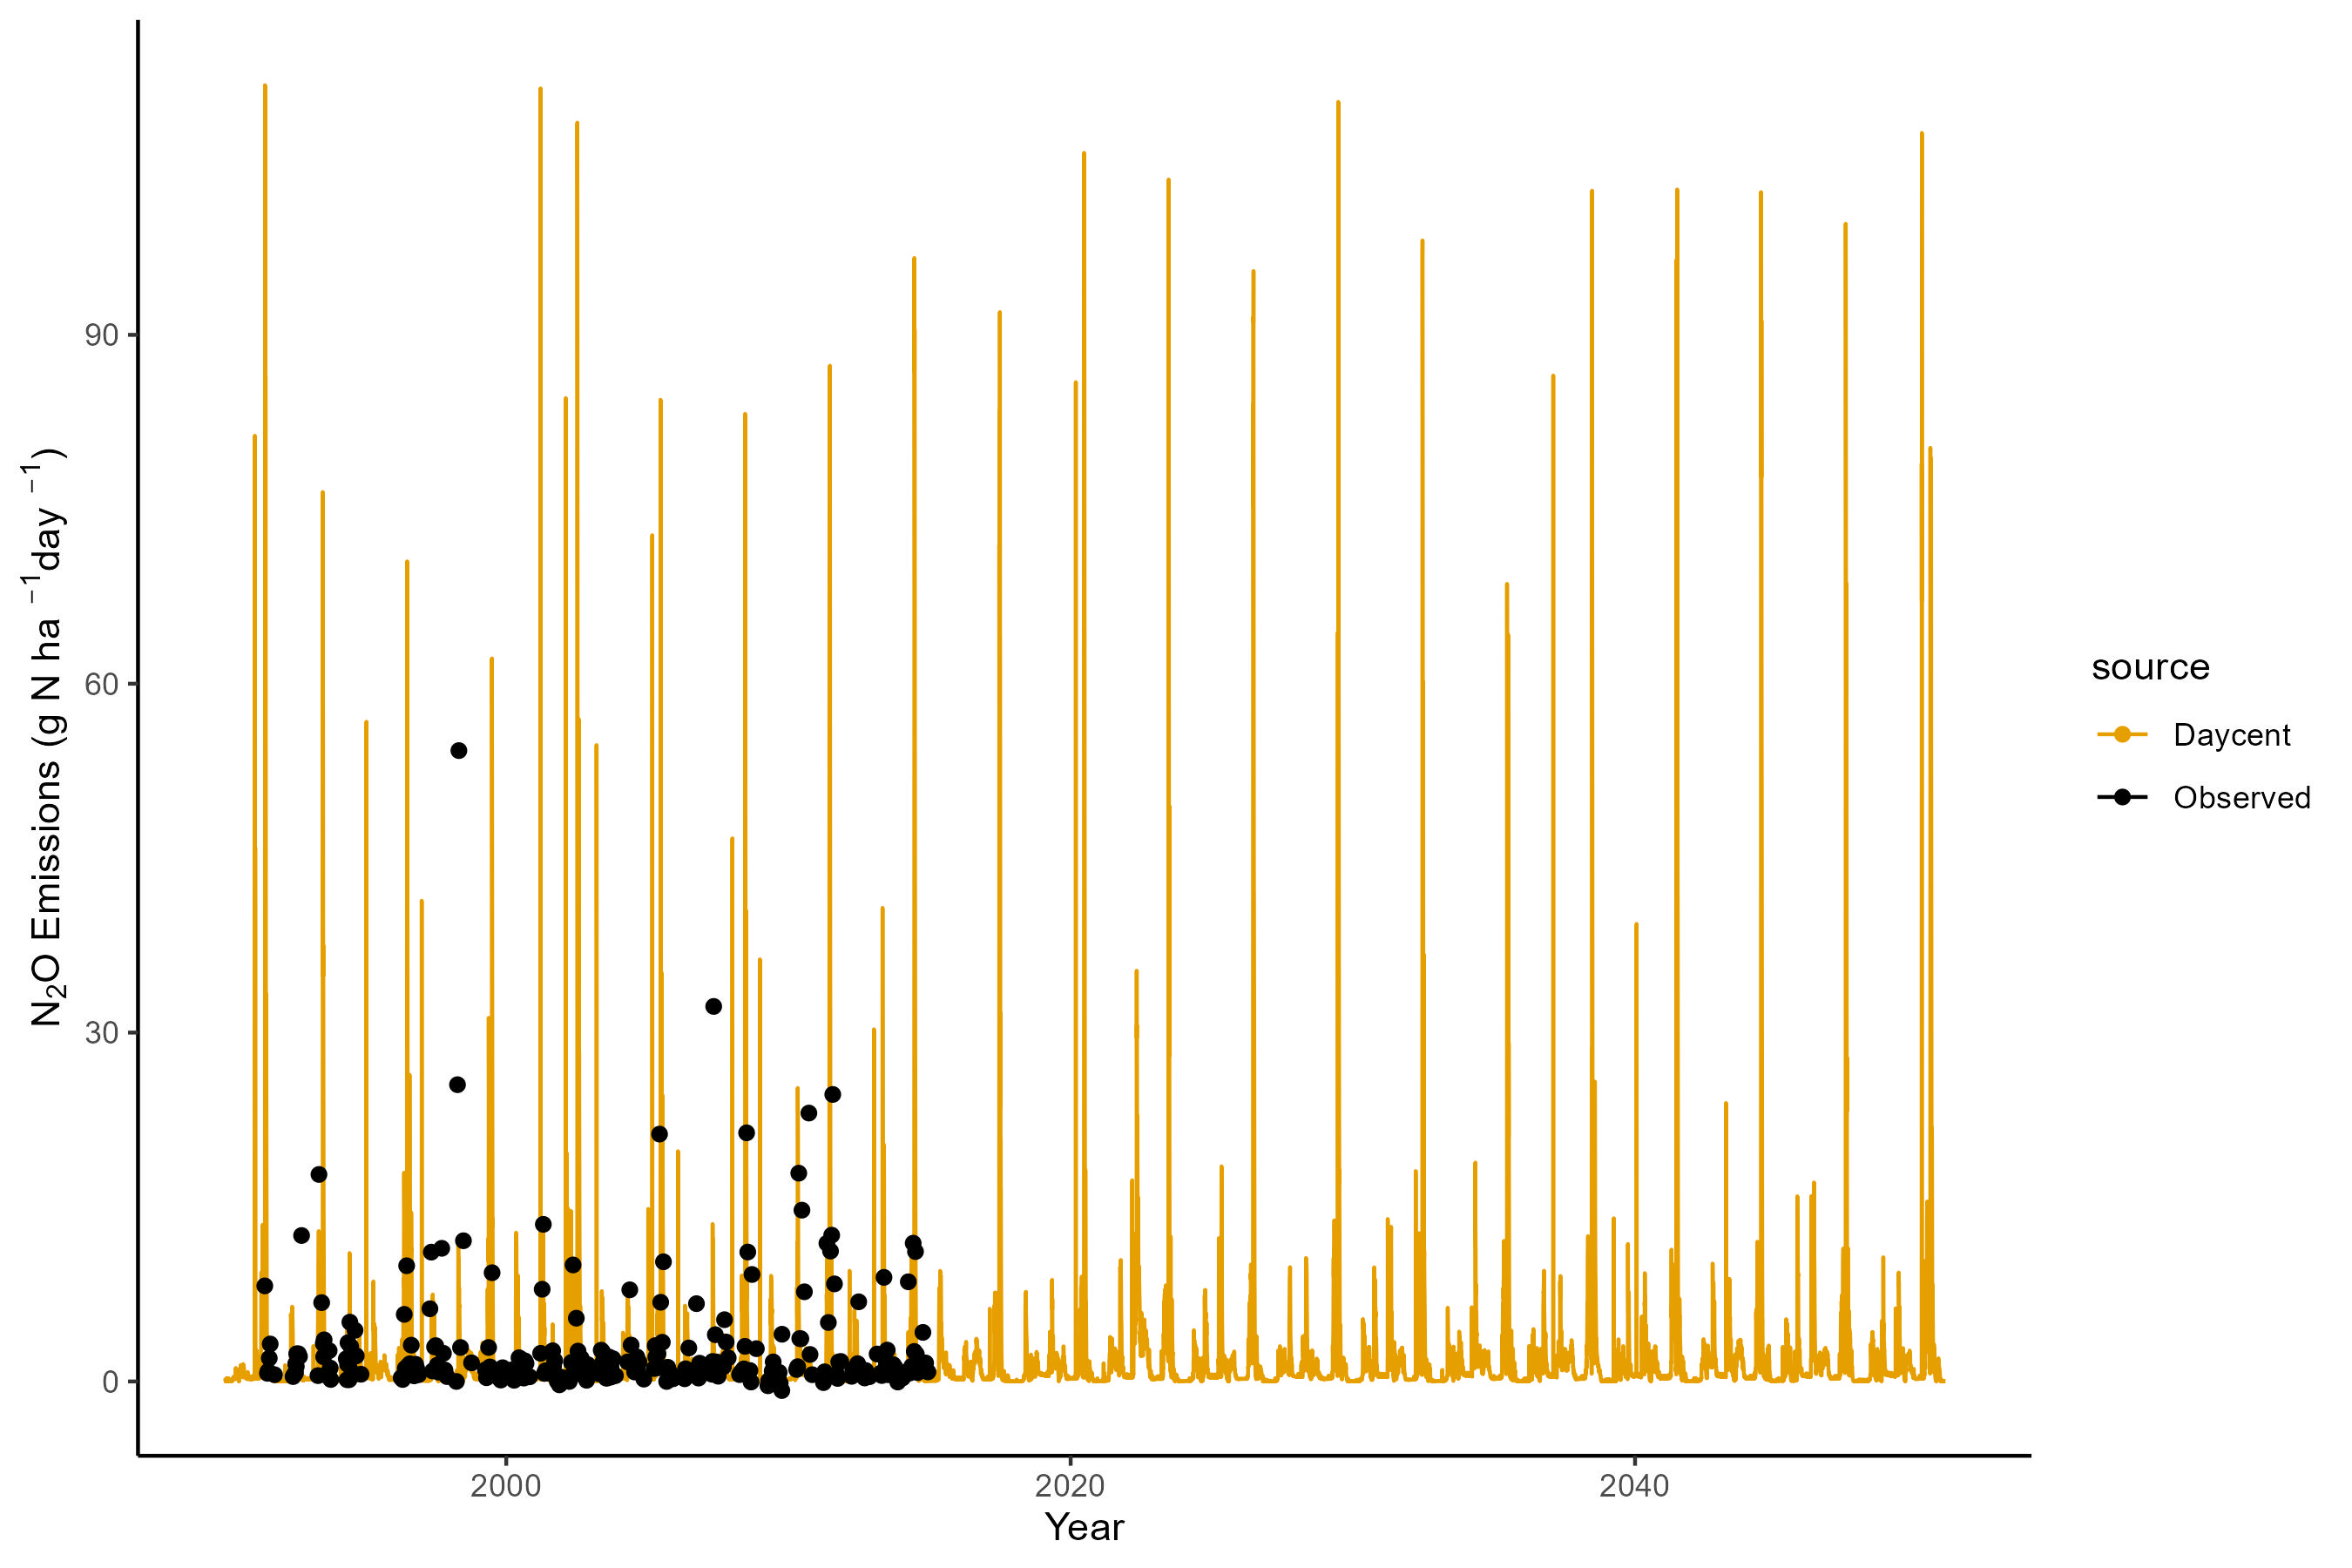 N₂O Emissions (g N ha ⁻¹day ⁻¹)
90
60
30
0
2000
2020
2040
Year
source
Daycent
Observed